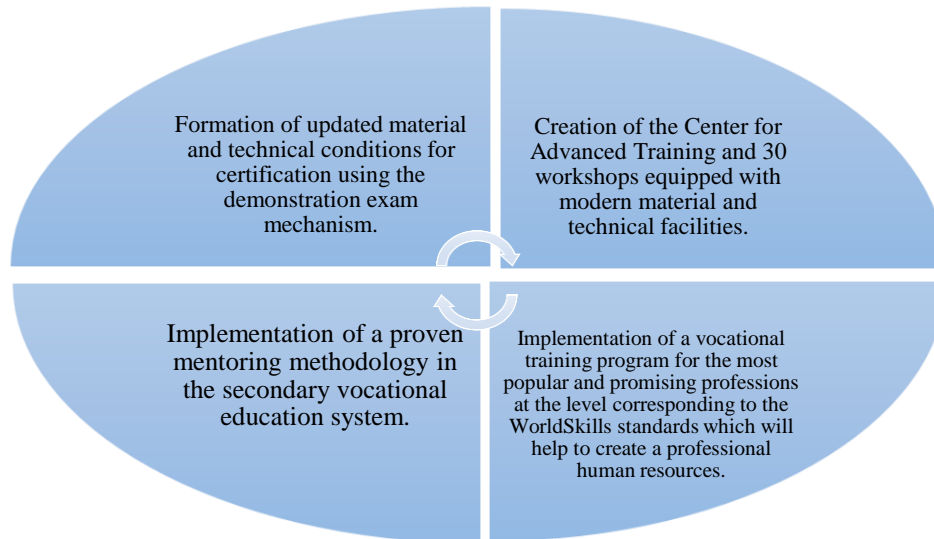 Formation of updated material
and technical conditions for
certification using the
demonstration exam
mechanism.
Creation of the Center for
Advanced Training and 30
workshops equipped with
modern material and
technical facilities.
Implementation of a proven
mentoring methodology in
the secondary vocational
education system.
Implementation of a vocational
training program for the most
popular and promising professions
at the level corresponding to the
WorldSkills standards which will
help to create a professional
human resources.